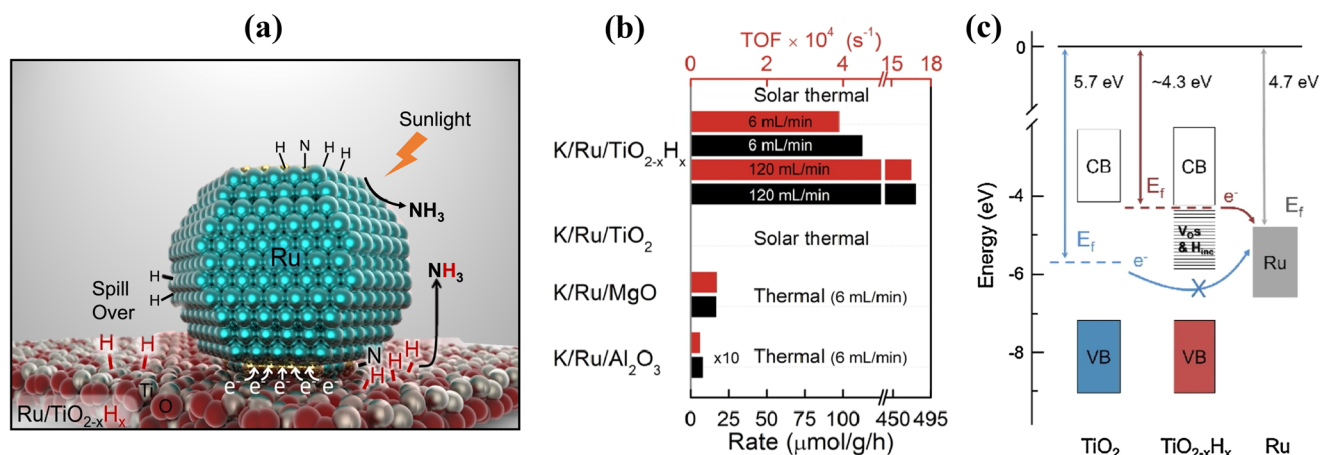 (a)
Sunlight
H
N
H
H
NH3
Ru
NH3
H
H
Spill
Over
H
H
N
H
H
H
e-
e-
e-
e-
e-
Ti
O
Ru/TiO2-xHx
(b)
TOF × 10^4 (s^-1)
0
2
4
15
18
Solar thermal
6 mL/min
6 mL/min
K/Ru/TiO2-xHx
120 mL/min
120 mL/min
K/Ru/TiO2
Solar thermal
K/Ru/MgO
Thermal (6 mL/min)
K/Ru/Al2O3
x10
Thermal (6 mL/min)
0
25
50
75
100
450
495
Rate (μmol/g/h)
(c)
0
5.7 eV
~4.3 eV
4.7 eV
CB
CB
-4
Ef
e-
Ef
VOs
& Hinc
Ef
e-
Ru
-6
Energy (eV)
-8
VB
VB
TiO2
TiO2-xHx
Ru